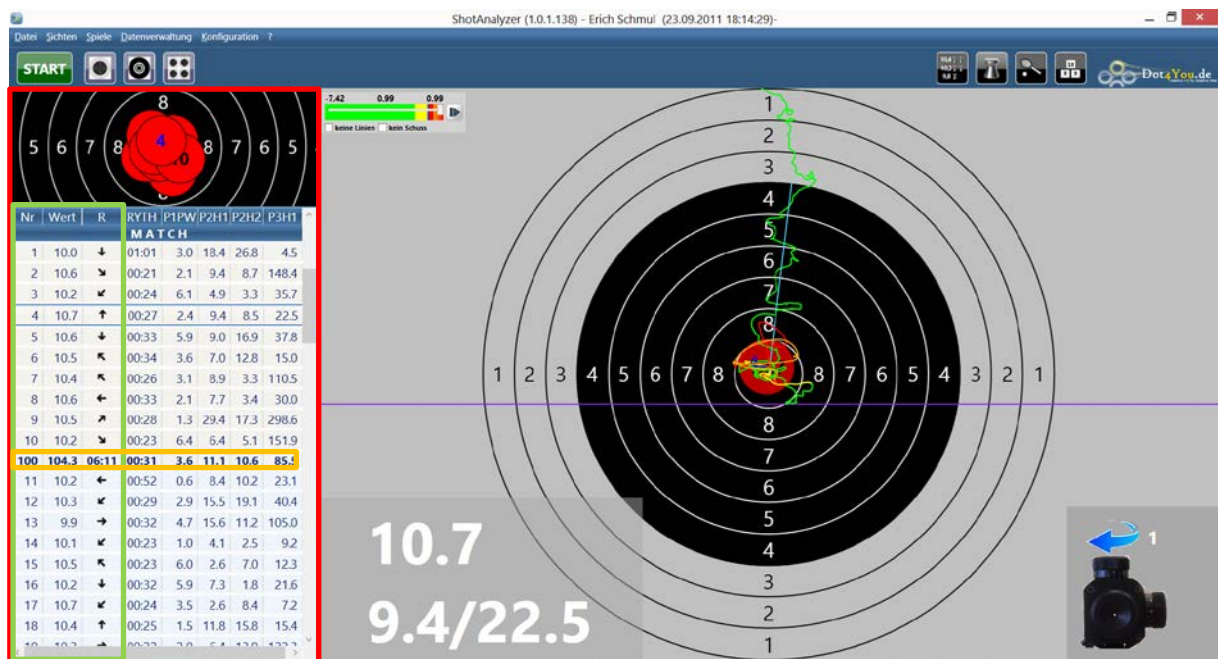 ShotAnalyzer (1.0.1.138) - Erich Schmul (23.09.2011 18:14:29)-
Datei Sichten Spiele Datenverwaltung Konfiguration ?
START
Dot4You.de
8
5 6 7 8 4 10 8 7 6 5
-7.42 0.99 0.99
keine Linien kein Schuss
Nr Wert R RYTH P1PW P2H1 P2H2 P3H1
MATCH
1 10.0 ↓ 01:01 3.0 18.4 26.8 4.5
2 10.6 ↘ 00:21 2.1 9.4 8.7 148.4
3 10.2 ↙ 00:24 6.1 4.9 3.3 35.7
4 10.7 ↑ 00:27 2.4 9.4 8.5 22.5
5 10.6 ↓ 00:33 5.9 9.0 16.9 37.8
6 10.5 ↖ 00:34 3.6 7.0 12.8 15.0
7 10.4 ↖ 00:26 3.1 8.9 3.3 110.5
8 10.6 ← 00:33 2.1 7.7 3.4 30.0
9 10.5 ↗ 00:28 1.3 29.4 17.3 298.6
10 10.2 ↘ 00:23 6.4 6.4 5.1 151.9
100 104.3 06:11 00:31 3.6 11.1 10.6 85.5
11 10.2 ← 00:52 0.6 8.4 10.2 23.1
12 10.3 ↙ 00:29 2.9 15.5 19.1 40.4
13 9.9 → 00:32 4.7 15.6 11.2 105.0
14 10.1 ↙ 00:23 1.0 4.1 2.5 9.2
15 10.5 ↖ 00:23 6.0 2.6 7.0 12.3
16 10.2 ↓ 00:32 5.9 7.3 1.8 21.6
17 10.7 ↙ 00:24 3.5 2.6 8.4 7.2
18 10.4 ↑ 00:25 1.5 11.8 15.8 15.4
1
2
3
4
5
6
7
8
1 2 3 4 5 6 7 8 8 7 6 5 4 3 2 1
8
7
6
5
4
3
2
1
10.7
9.4/22.5
1